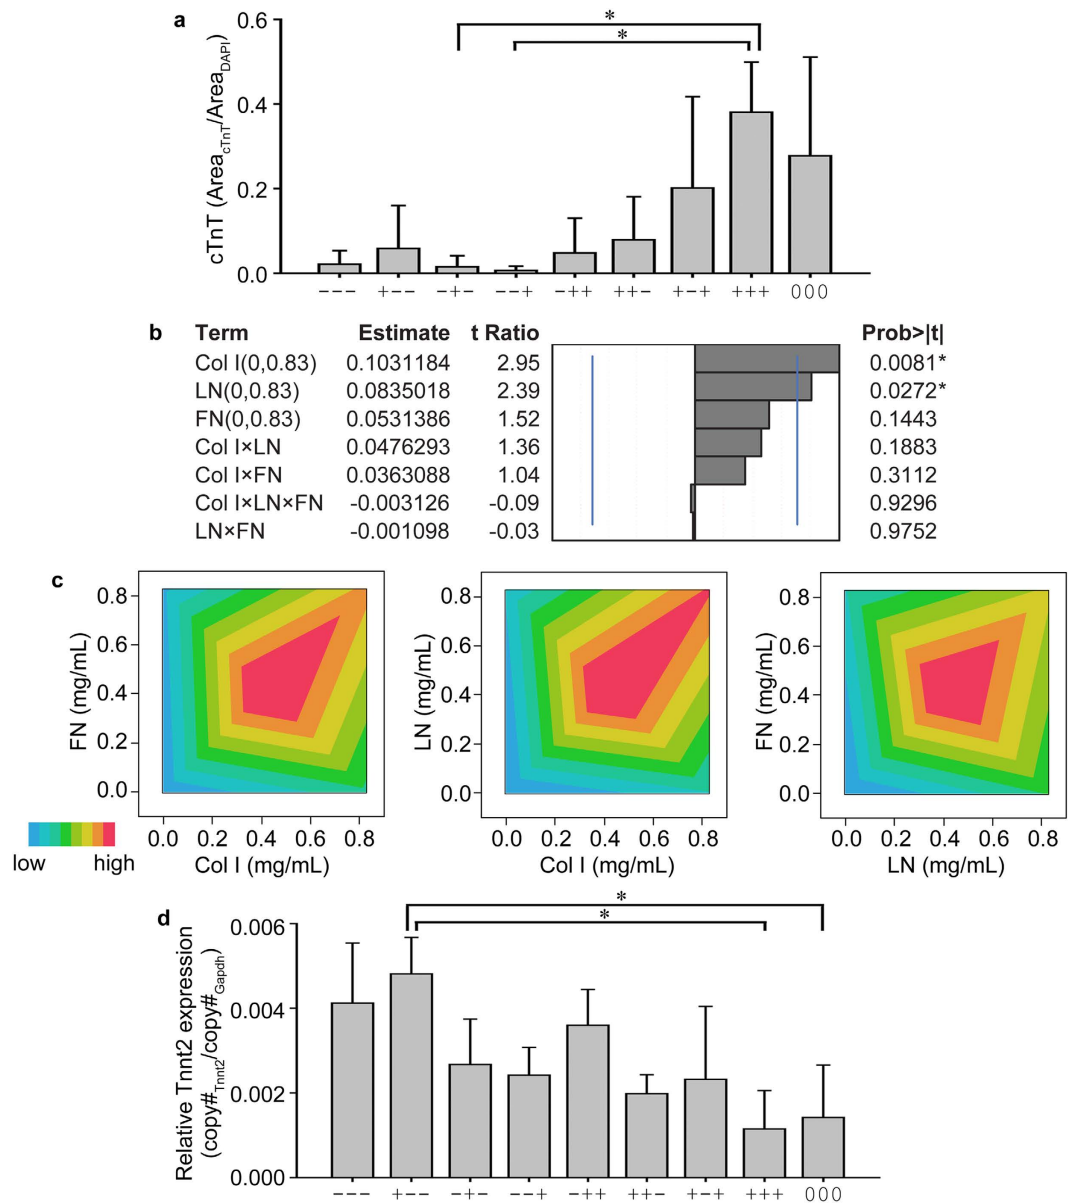 a
cTnT (Area_cTnT/Area_DAPI)
0.6
0.4
0.2
0.0
*
*
--- +-- -+- --+ -++ ++- +-+ +++ 000
b
Term Estimate t Ratio Prob>|t|
Col I(0,0.83) 0.1031184 2.95 0.0081*
LN(0,0.83) 0.0835018 2.39 0.0272*
FN(0,0.83) 0.0531386 1.52 0.1443
Col I×LN 0.0476293 1.36 0.1883
Col I×FN 0.0363088 1.04 0.3112
Col I×LN×FN -0.003126 -0.09 0.9296
LN×FN -0.001098 -0.03 0.9752
c
FN (mg/mL)
0.8
0.6
0.4
0.2
0.0
0.0 0.2 0.4 0.6 0.8
Col I (mg/mL)
LN (mg/mL)
0.8
0.6
0.4
0.2
0.0
0.0 0.2 0.4 0.6 0.8
Col I (mg/mL)
FN (mg/mL)
0.8
0.6
0.4
0.2
0.0
0.0 0.2 0.4 0.6 0.8
LN (mg/mL)
low high
d
Relative Tnnt2 expression
(copy#_Tnnt2/copy#_Gapdh)
0.006
0.004
0.002
0.000
*
*
--- +-- -+- --+ -++ ++- +-+ +++ 000